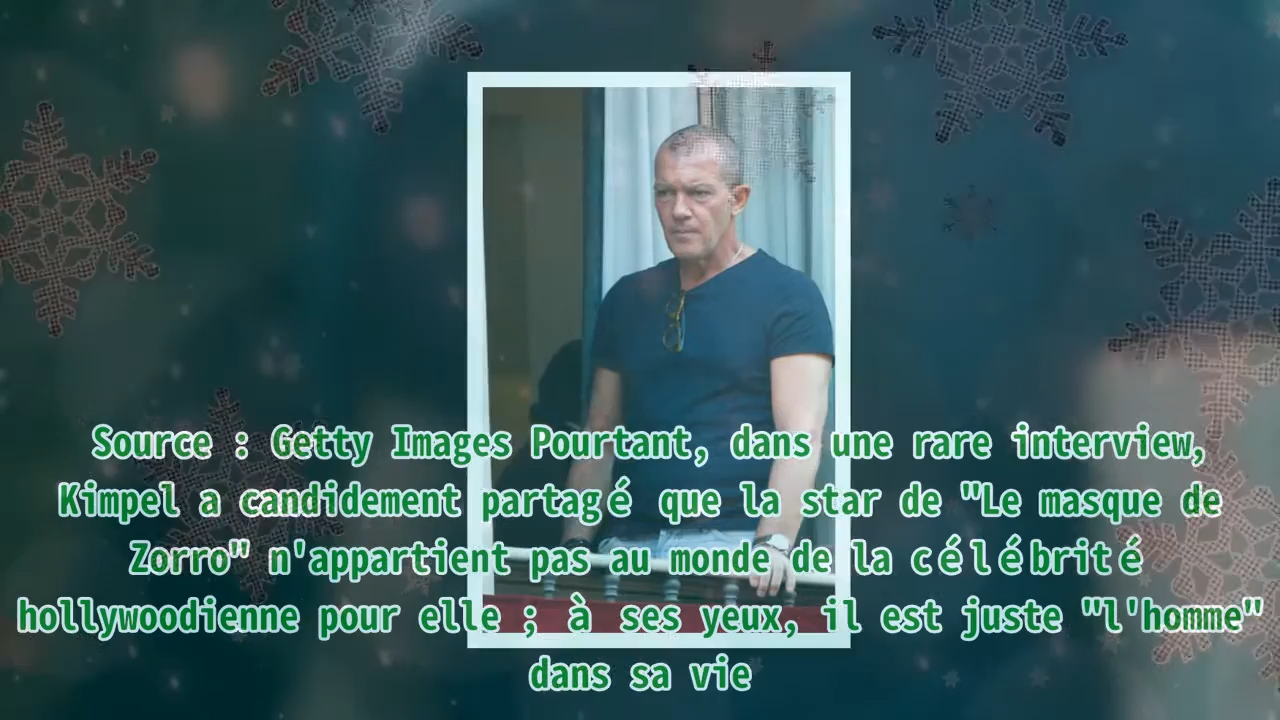 Source : Getty Images Pourtant, dans une rare interview,
Kimpel a candidement partagé que la star de "Le masque de
Zorro" n'appartient pas au monde de la célébrité
hollywoodienne pour elle ; à ses yeux, il est juste "l'homme"
dans sa vie